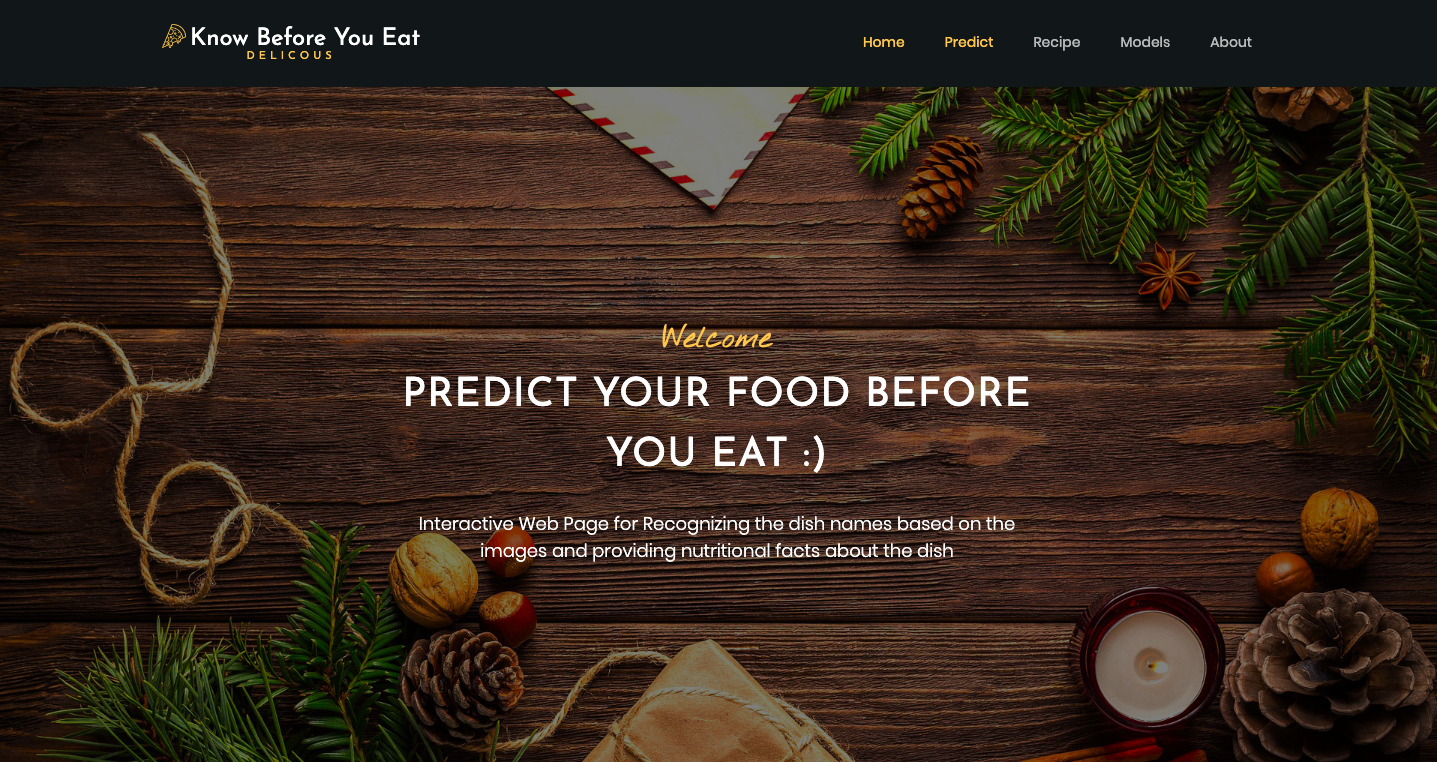 Know Before You Eat
DELICOUS
Home Predict Recipe Models About
Welcome
PREDICT YOUR FOOD BEFORE
YOU EAT :)
Interactive Web Page for Recognizing the dish names based on the
images and providing nutritional facts about the dish